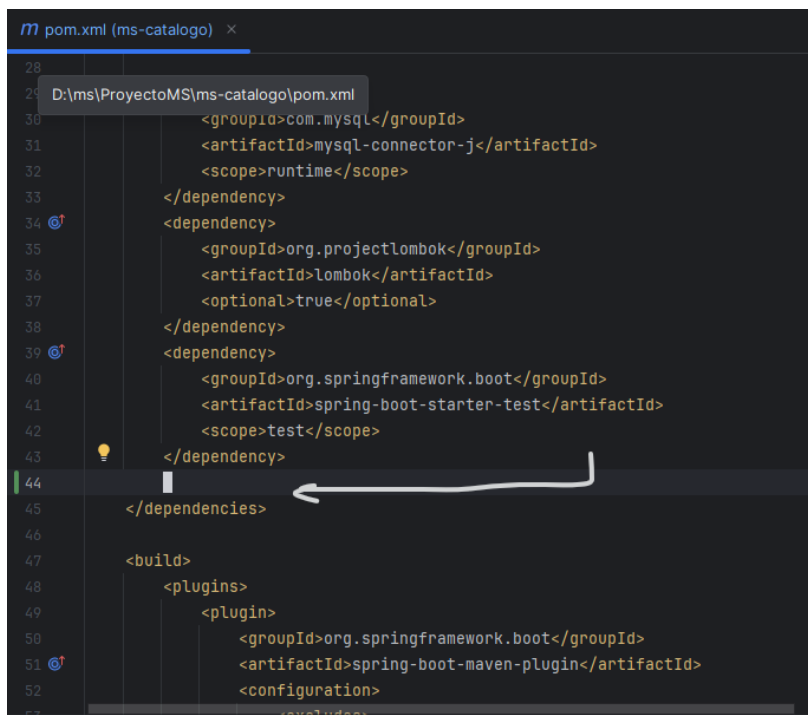 m pom.xml (ms-catalogo) ×
28
29
D:\ms\ProyectoMS\ms-catalogo\pom.xml
30 <groupId>com.mysql</groupId>
31 <artifactId>mysql-connector-j</artifactId>
32 <scope>runtime</scope>
33 </dependency>
34 <dependency>
35 <groupId>org.projectlombok</groupId>
36 <artifactId>lombok</artifactId>
37 <optional>true</optional>
38 </dependency>
39 <dependency>
40 <groupId>org.springframework.boot</groupId>
41 <artifactId>spring-boot-starter-test</artifactId>
42 <scope>test</scope>
43 </dependency>
44
45 </dependencies>
46
47 <build>
48 <plugins>
49 <plugin>
50 <groupId>org.springframework.boot</groupId>
51 <artifactId>spring-boot-maven-plugin</artifactId>
52 <configuration>